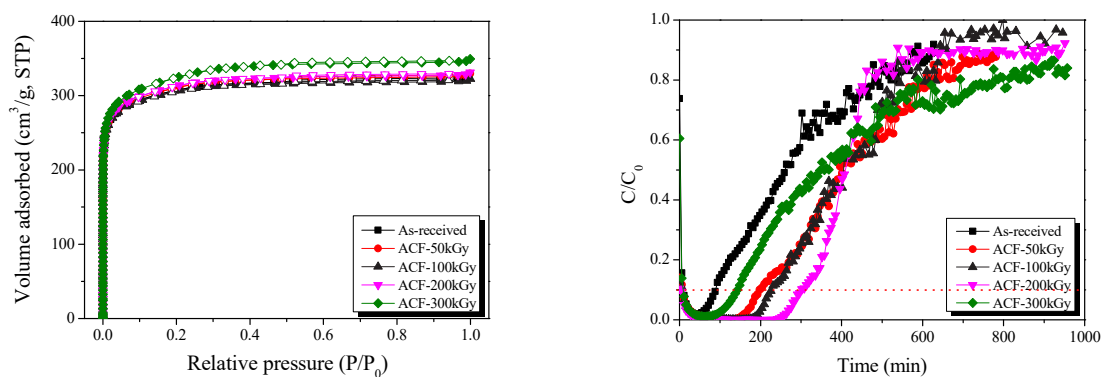 Volume adsorbed (cm³/g, STP)
400
300
200
100
0
As-received
ACF-50kGy
ACF-100kGy
ACF-200kGy
ACF-300kGy
0.0 0.2 0.4 0.6 0.8 1.0
Relative pressure (P/P₀)
C/C₀
1.0
0.8
0.6
0.4
0.2
0.0
As-received
ACF-50kGy
ACF-100kGy
ACF-200kGy
ACF-300kGy
0 200 400 600 800 1000
Time (min)